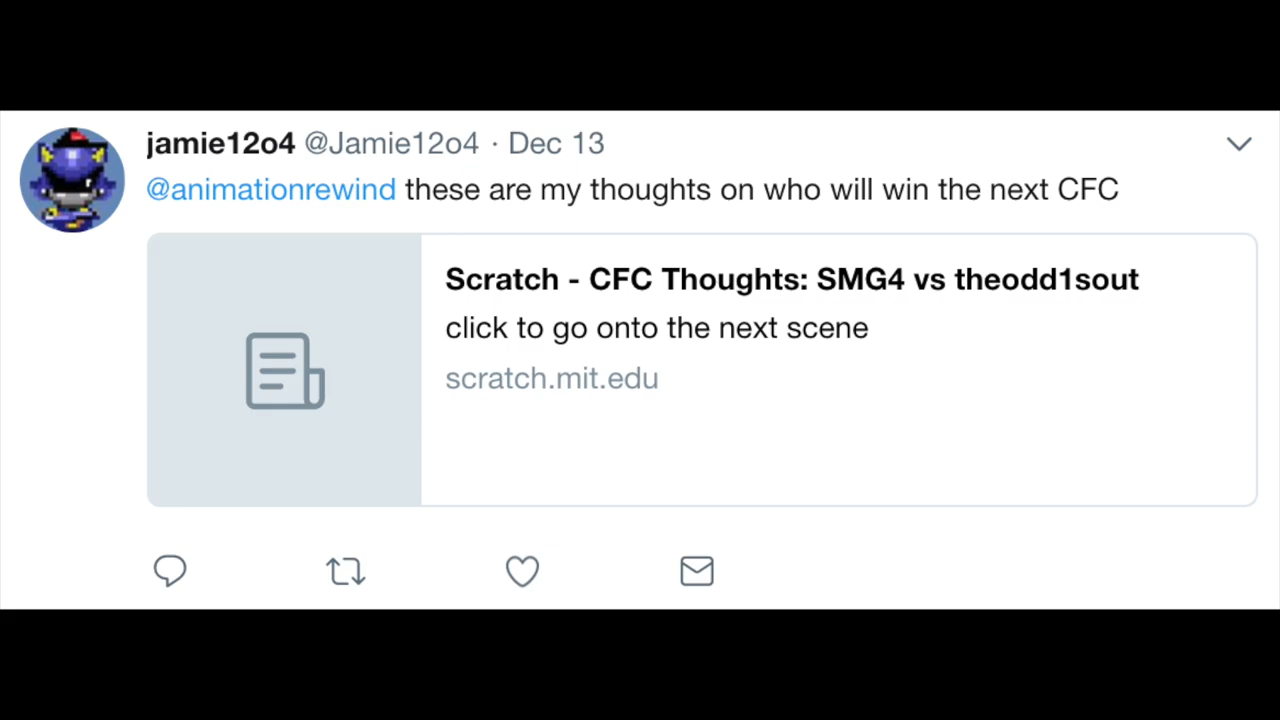 jamie12o4 @Jamie12o4 · Dec 13
@animationrewind these are my thoughts on who will win the next CFC
Scratch - CFC Thoughts: SMG4 vs theodd1sout
click to go onto the next scene
scratch.mit.edu